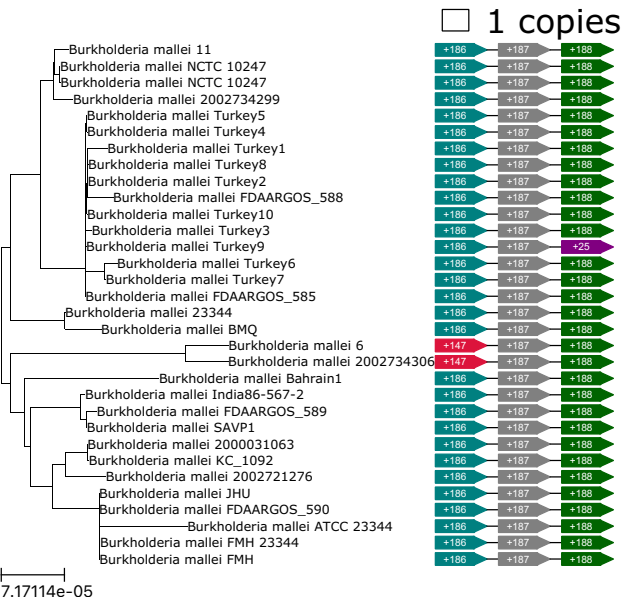 1 copies
Burkholderia mallei 11 +186 +187 +188
Burkholderia mallei NCTC 10247 +186 +187 +188
Burkholderia mallei NCTC 10247 +186 +187 +188
Burkholderia mallei 2002734299 +186 +187 +188
Burkholderia mallei Turkey5 +186 +187 +188
Burkholderia mallei Turkey4 +186 +187 +188
Burkholderia mallei Turkey1 +186 +187 +188
Burkholderia mallei Turkey8 +186 +187 +188
Burkholderia mallei Turkey2 +186 +187 +188
Burkholderia mallei FDAARGOS_588 +186 +187 +188
Burkholderia mallei Turkey10 +186 +187 +188
Burkholderia mallei Turkey3 +186 +187 +188
Burkholderia mallei Turkey9 +186 +187 +25
Burkholderia mallei Turkey6 +186 +187 +188
Burkholderia mallei Turkey7 +186 +187 +188
Burkholderia mallei FDAARGOS_585 +186 +187 +188
Burkholderia mallei 23344 +186 +187 +188
Burkholderia mallei BMQ +186 +187 +188
Burkholderia mallei 6 +147 +187 +188
Burkholderia mallei 2002734306 +147 +187 +188
Burkholderia mallei Bahrain1 +186 +187 +188
Burkholderia mallei India86-567-2 +186 +187 +188
Burkholderia mallei FDAARGOS_589 +186 +187 +188
Burkholderia mallei SAVP1 +186 +187 +188
Burkholderia mallei 2000031063 +186 +187 +188
Burkholderia mallei KC_1092 +186 +187 +188
Burkholderia mallei 2002721276 +186 +187 +188
Burkholderia mallei JHU +186 +187 +188
Burkholderia mallei FDAARGOS_590 +186 +187 +188
Burkholderia mallei ATCC 23344 +186 +187 +188
Burkholderia mallei FMH 23344 +186 +187 +188
Burkholderia mallei FMH +186 +187 +188
7.17114e-05